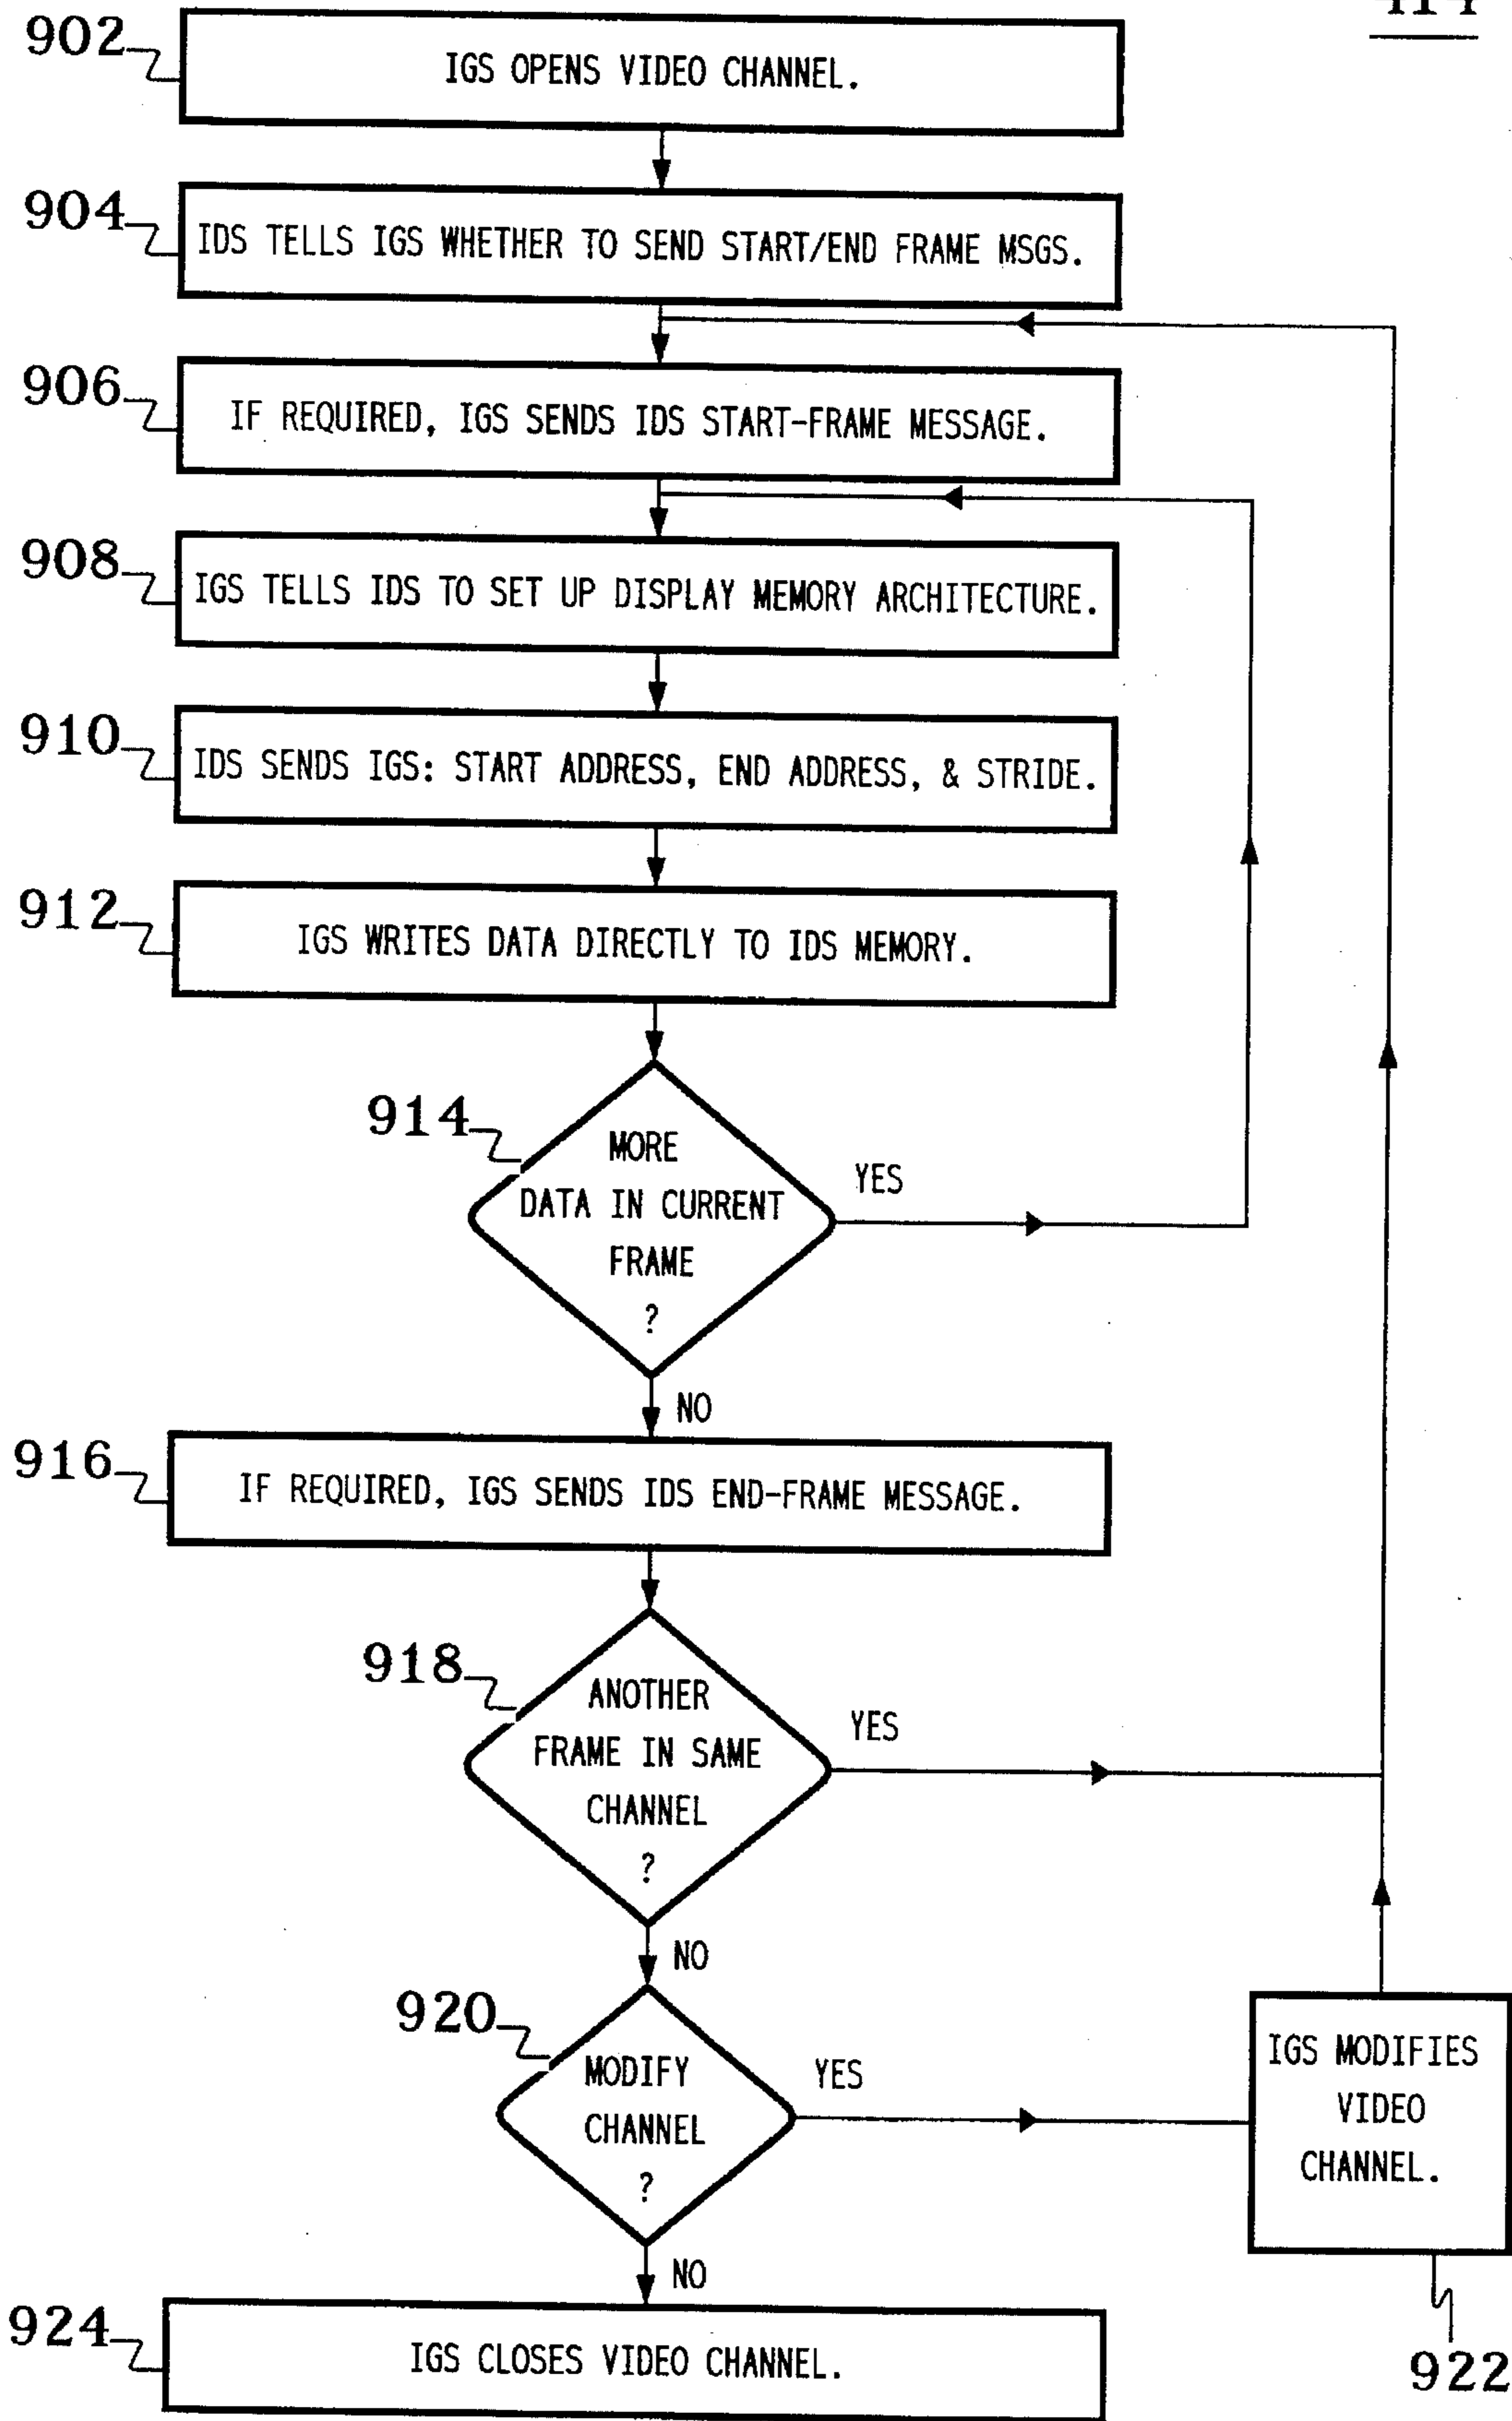 902
IGS OPENS VIDEO CHANNEL.
904
IDS TELLS IGS WHETHER TO SEND START/END FRAME MSGS.
906
IF REQUIRED, IGS SENDS IDS START-FRAME MESSAGE.
908
IGS TELLS IDS TO SET UP DISPLAY MEMORY ARCHITECTURE.
910
IDS SENDS IGS: START ADDRESS, END ADDRESS, & STRIDE.
912
IGS WRITES DATA DIRECTLY TO IDS MEMORY.
914
MORE
DATA IN CURRENT
FRAME
?
YES
NO
916
IF REQUIRED, IGS SENDS IDS END-FRAME MESSAGE.
918
ANOTHER
FRAME IN SAME
CHANNEL
?
YES
NO
920
MODIFY
CHANNEL
?
YES
NO
IGS MODIFIES
VIDEO
CHANNEL.
922
924
IGS CLOSES VIDEO CHANNEL.